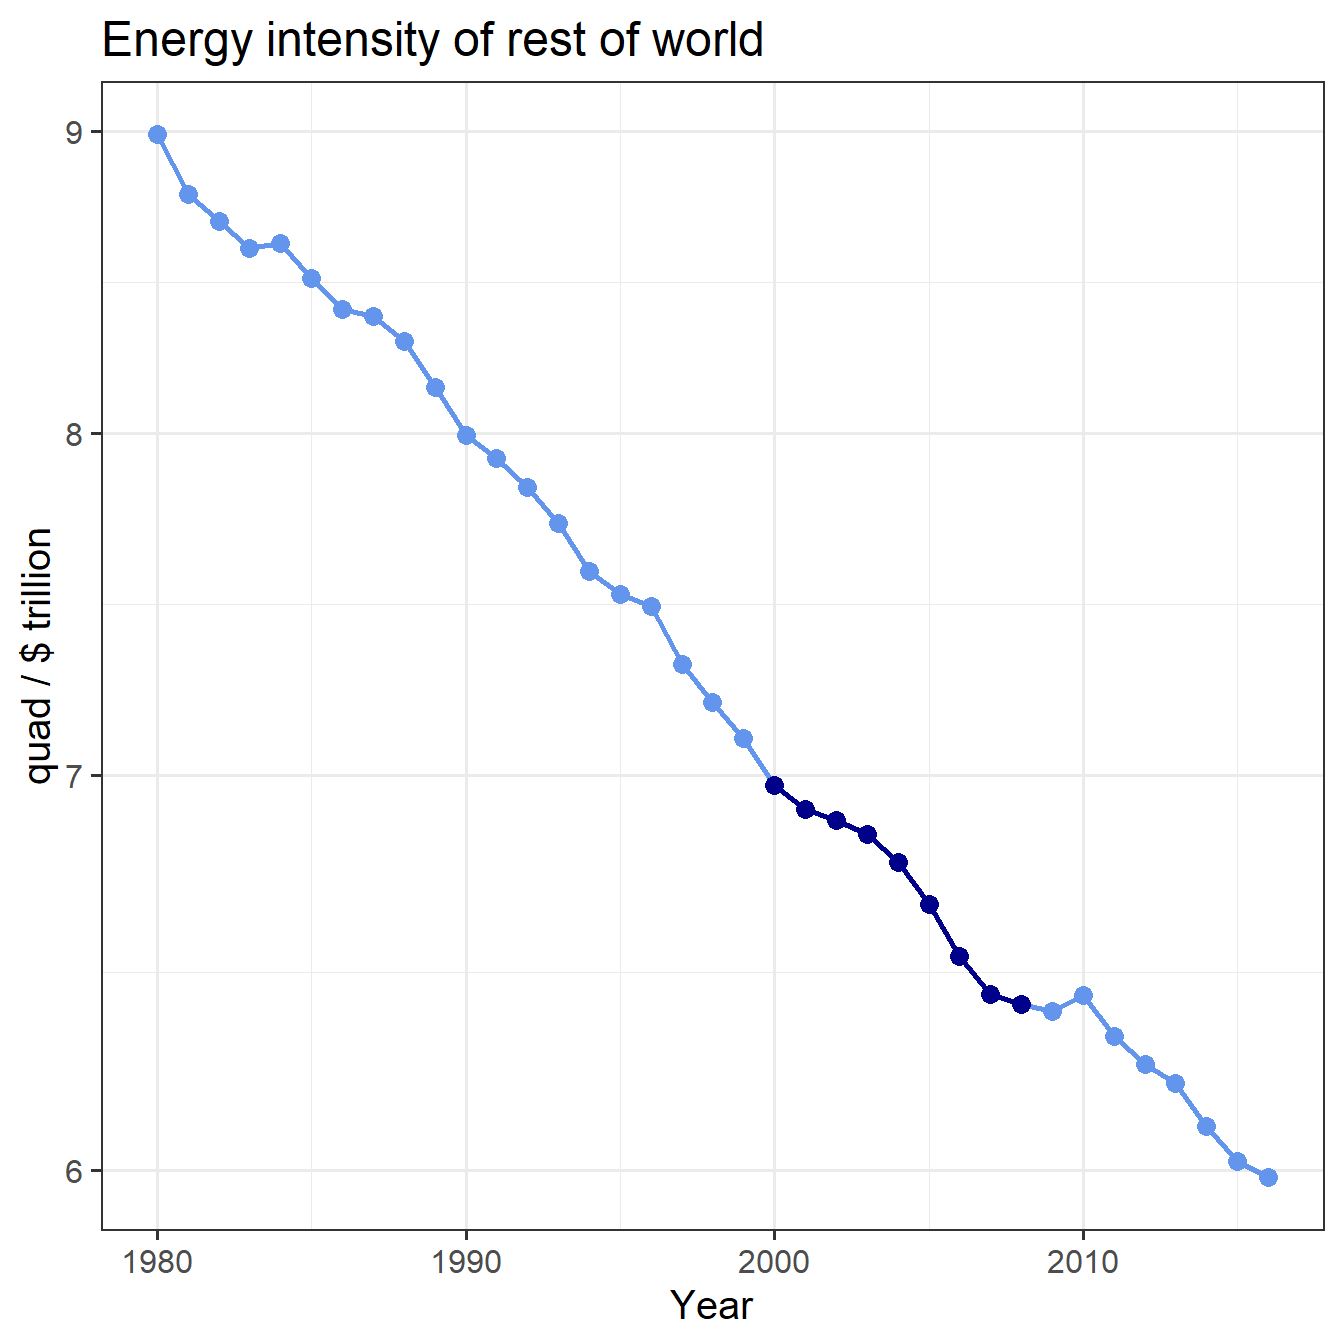 Energy intensity of rest of world
9
8
7
6
quad / $ trillion
1980 1990 2000 2010
Year